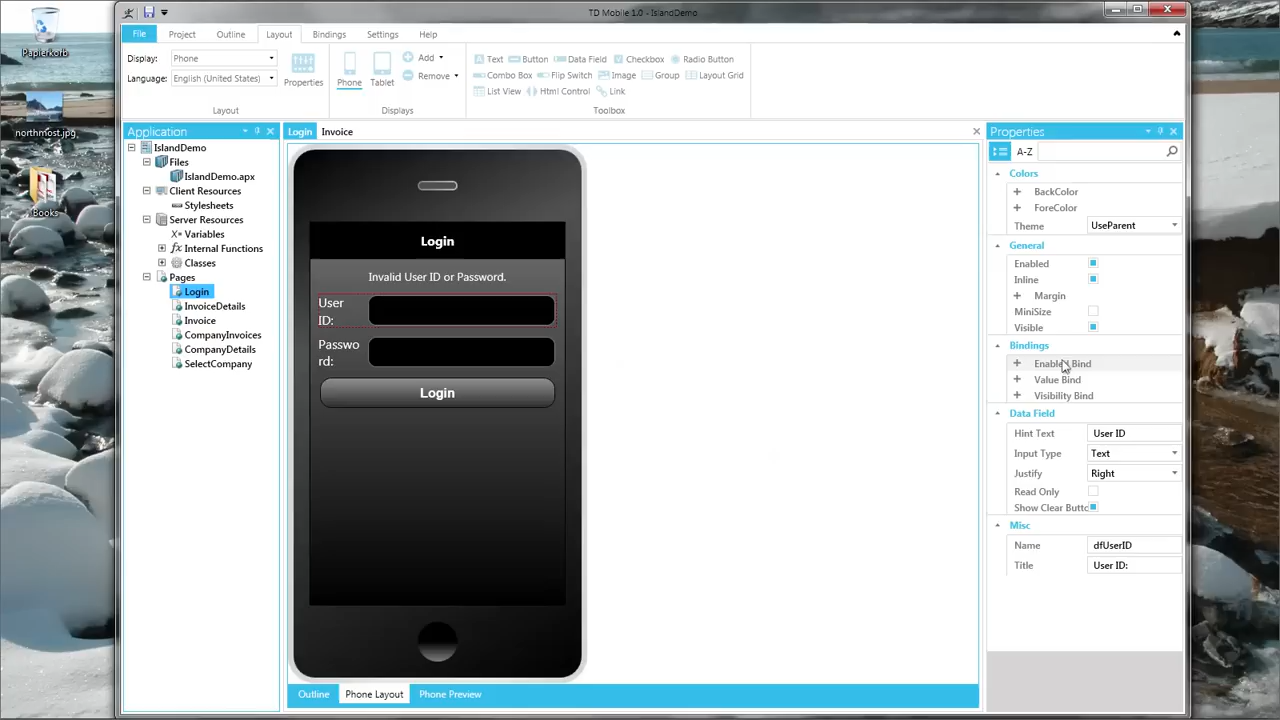 TD Mobile 1.0 - IslandDemo
Papierkorb
northmost.jpg
Books
File Project Outline Layout Bindings Settings Help
Display: Phone
Language: English (United States)
Properties
Layout
Phone Tablet
Add
Remove
Displays
Text Button Data Field Checkbox Radio Button
Combo Box Flip Switch Image Group Layout Grid
List View Html Control Link
Toolbox
Application
IslandDemo
Files
IslandDemo.apx
Client Resources
Stylesheets
Server Resources
Variables
Internal Functions
Classes
Pages
Login
InvoiceDetails
Invoice
CompanyInvoices
CompanyDetails
SelectCompany
Login Invoice
Login
Invalid User ID or Password.
User
ID:
Passwo
rd:
Login
Outline Phone Layout Phone Preview
Properties
A-Z
Colors
BackColor
ForeColor
Theme UseParent
General
Enabled
Inline
Margin
MiniSize
Visible
Bindings
Enabled Bind
Value Bind
Visibility Bind
Data Field
Hint Text User ID
Input Type Text
Justify Right
Read Only
Show Clear Butto
Misc
Name dfUserID
Title User ID: